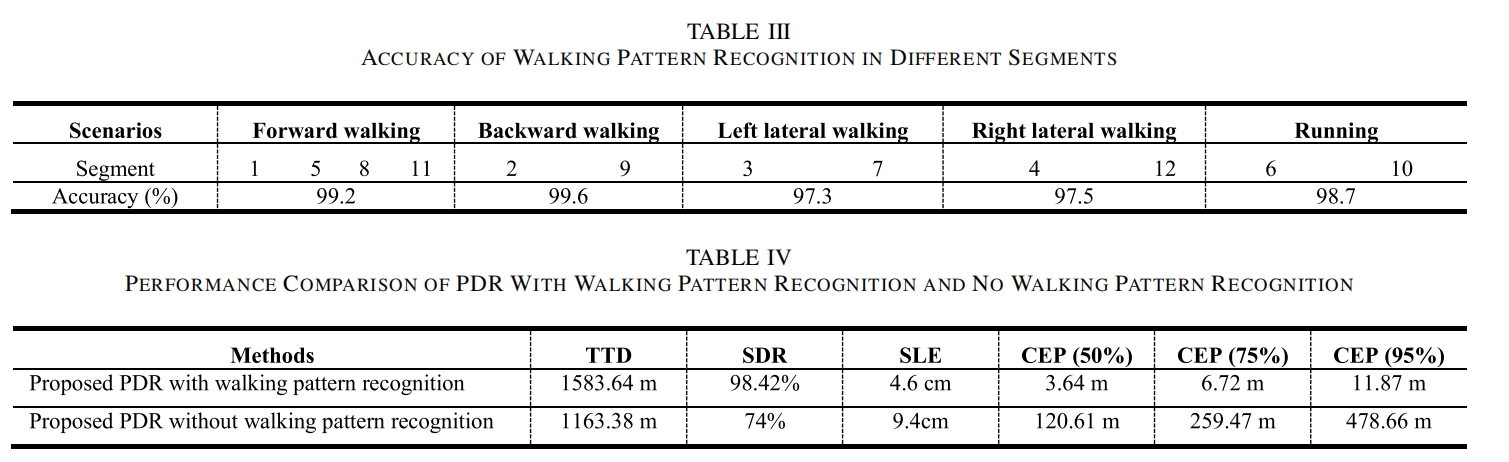 TABLE III
ACCURACY OF WALKING PATTERN RECOGNITION IN DIFFERENT SEGMENTS
Scenarios Forward walking Backward walking Left lateral walking Right lateral walking Running
Segment 1 5 8 11 2 9 3 7 4 12 6 10
Accuracy (%) 99.2 99.6 97.3 97.5 98.7
TABLE IV
PERFORMANCE COMPARISON OF PDR WITH WALKING PATTERN RECOGNITION AND NO WALKING PATTERN RECOGNITION
Methods TTD SDR SLE CEP (50%) CEP (75%) CEP (95%)
Proposed PDR with walking pattern recognition 1583.64 m 98.42% 4.6 cm 3.64 m 6.72 m 11.87 m
Proposed PDR without walking pattern recognition 1163.38 m 74% 9.4cm 120.61 m 259.47 m 478.66 m